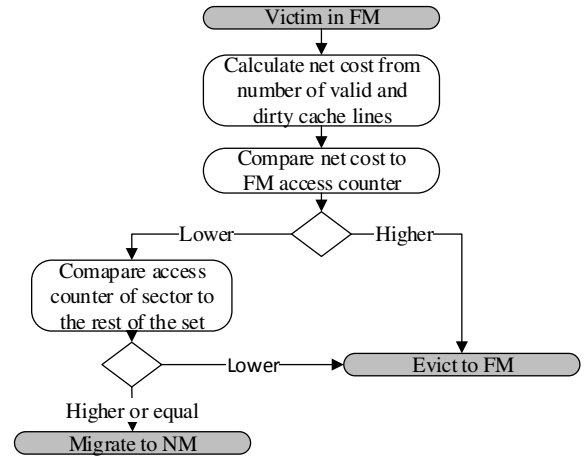 Victim in FM
Calculate net cost from
number of valid and
dirty cache lines
Compare net cost to
FM access counter
Lower
Higher
Comapare access
counter of sector to
the rest of the set
Lower
Evict to FM
Higher or equal
Migrate to NM